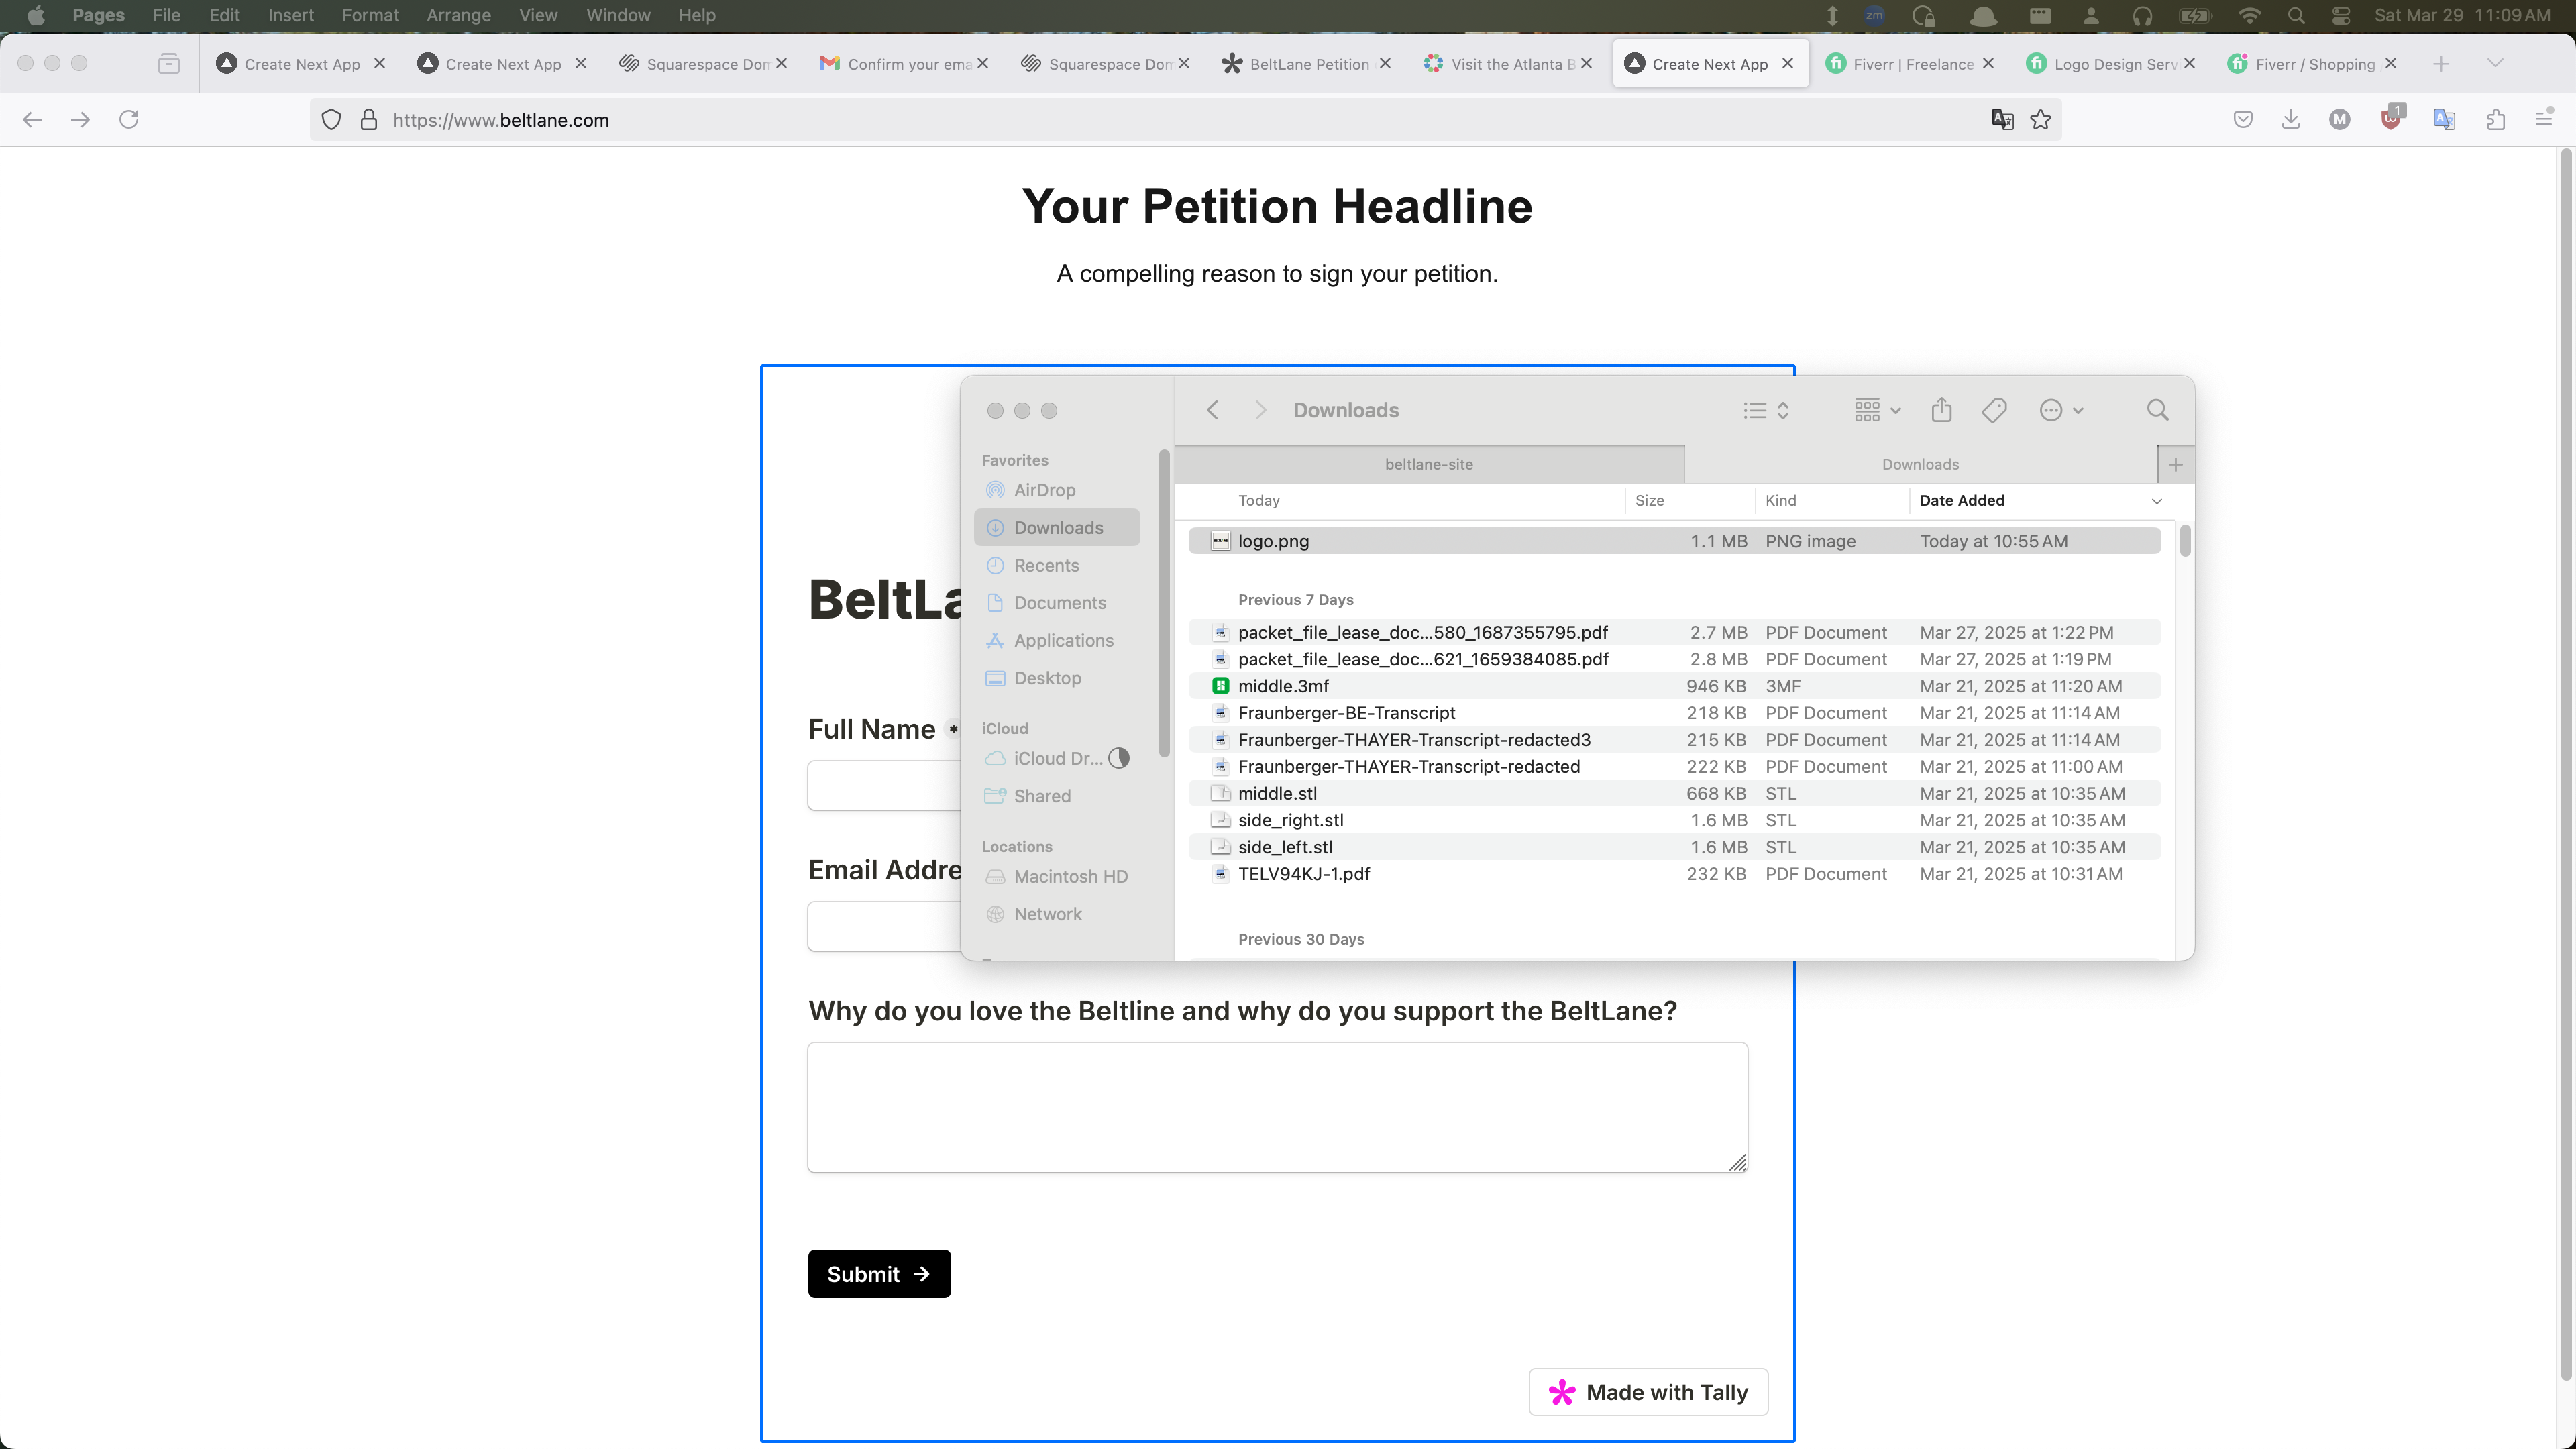 Pages File Edit Insert Format Arrange View Window Help
zm
Sat Mar 29 11:09 AM
Create Next App
Create Next App
Squarespace Dom
Confirm your ema
Squarespace Dom
BeltLane Petition
Visit the Atlanta B
Create Next App
Fiverr | Freelance
Logo Design Serv
Fiverr / Shopping
https://www.beltlane.com
M
1
Your Petition Headline
A compelling reason to sign your petition.
Downloads
beltlane-site
Downloads
Favorites
AirDrop
Downloads
Recents
Documents
Applications
Desktop
iCloud
iCloud Dr...
Shared
Locations
Macintosh HD
Network
Today Size Kind Date Added
logo.png 1.1 MB PNG image Today at 10:55 AM
Previous 7 Days
packet_file_lease_doc...580_1687355795.pdf 2.7 MB PDF Document Mar 27, 2025 at 1:22 PM
packet_file_lease_doc...621_1659384085.pdf 2.8 MB PDF Document Mar 27, 2025 at 1:19 PM
middle.3mf 946 KB 3MF Mar 21, 2025 at 11:20 AM
Fraunberger-BE-Transcript 218 KB PDF Document Mar 21, 2025 at 11:14 AM
Fraunberger-THAYER-Transcript-redacted3 215 KB PDF Document Mar 21, 2025 at 11:14 AM
Fraunberger-THAYER-Transcript-redacted 222 KB PDF Document Mar 21, 2025 at 11:00 AM
middle.stl 668 KB STL Mar 21, 2025 at 10:35 AM
side_right.stl 1.6 MB STL Mar 21, 2025 at 10:35 AM
side_left.stl 1.6 MB STL Mar 21, 2025 at 10:35 AM
TELV94KJ-1.pdf 232 KB PDF Document Mar 21, 2025 at 10:31 AM
Previous 30 Days
BeltLa
Full Name *
Email Addre
Why do you love the Beltline and why do you support the BeltLane?
Submit →
Made with Tally